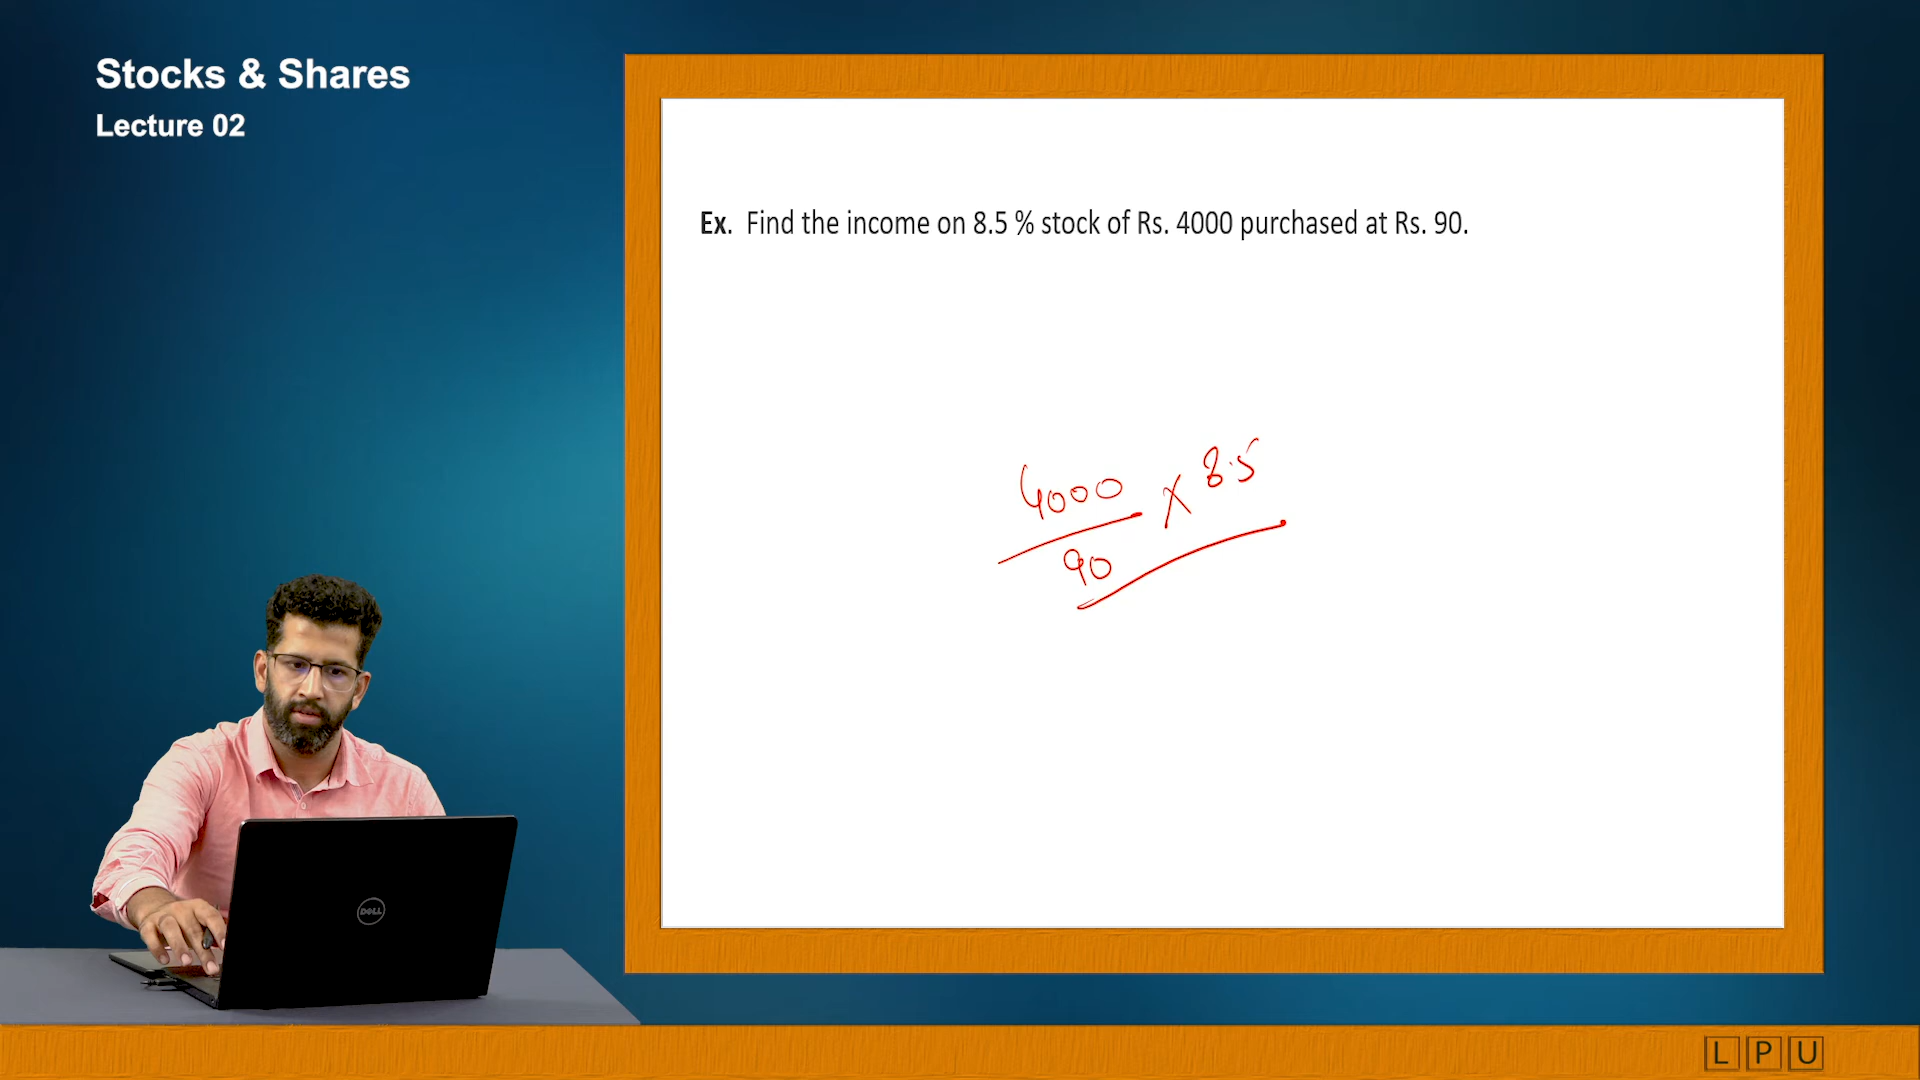 Stocks & Shares
Lecture 02
Ex. Find the income on 8.5 % stock of Rs. 4000 purchased at Rs. 90.
4000 × 8.5
90
DELL
L P U